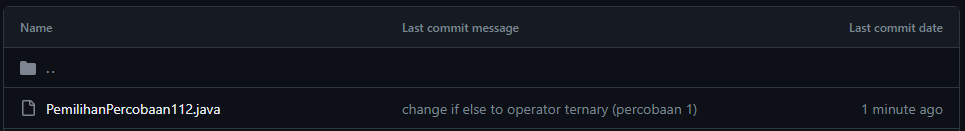 Name Last commit message Last commit date
..
PemilihanPercobaan112.java change if else to operator ternary (percobaan 1) 1 minute ago